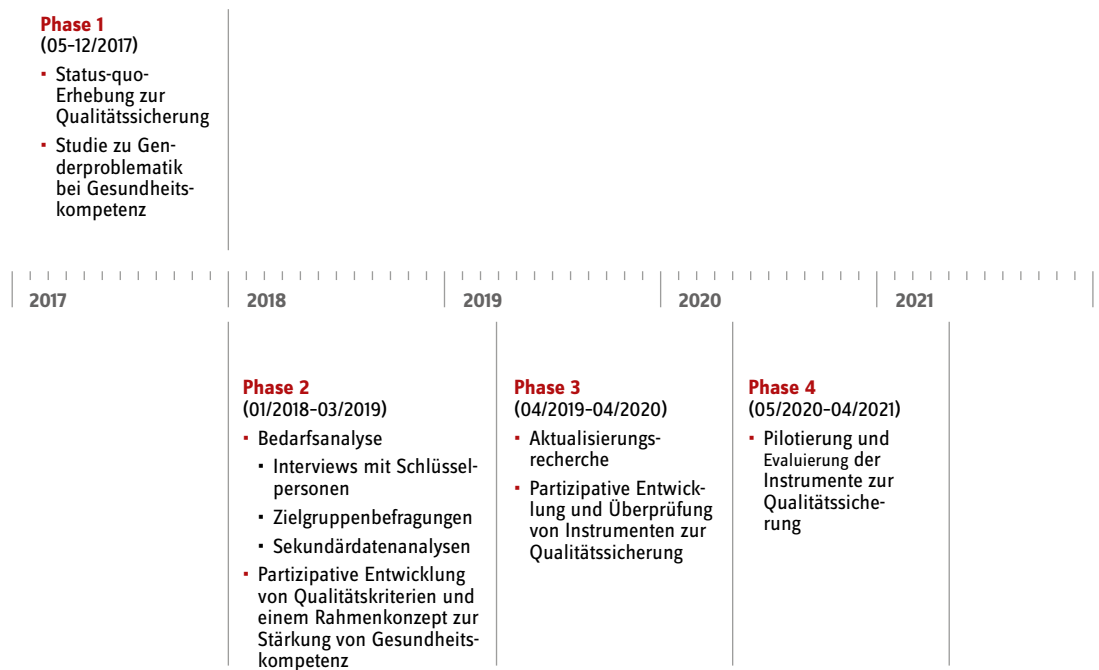 Phase 1
(05–12/2017)
▪ Status-quo-
Erhebung zur
Qualitätssicherung
▪ Studie zu Gen-
derproblematik
bei Gesundheits-
kompetenz
2017
2018
2019
2020
2021
Phase 2
(01/2018–03/2019)
▪ Bedarfsanalyse
▪ Interviews mit Schlüssel-
personen
▪ Zielgruppenbefragungen
▪ Sekundärdatenanalysen
▪ Partizipative Entwicklung
von Qualitätskriterien und
einem Rahmenkonzept zur
Stärkung von Gesundheits-
kompetenz
Phase 3
(04/2019–04/2020)
▪ Aktualisierungs-
recherche
▪ Partizipative Entwick-
lung und Überprüfung
von Instrumenten zur
Qualitätssicherung
Phase 4
(05/2020–04/2021)
▪ Pilotierung und
Evaluierung der
Instrumente zur
Qualitätssiche-
rung